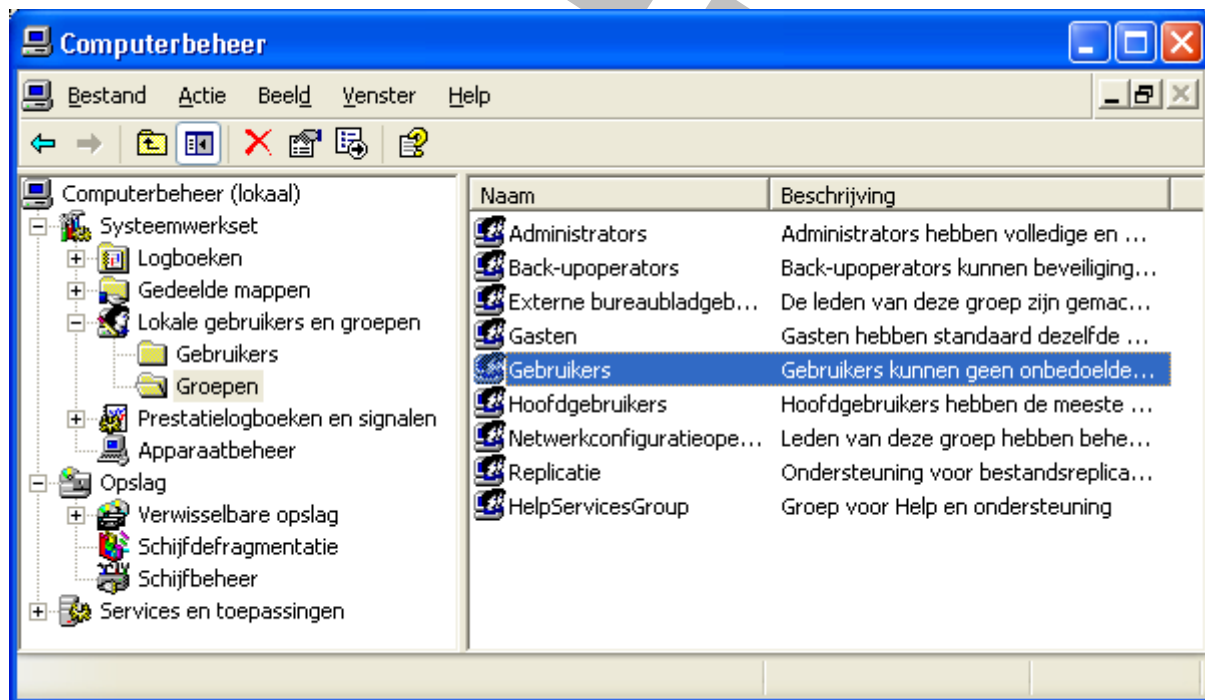 Computerbeheer
Bestand Actie Beeld Venster Help
Computerbeheer (lokaal)
Systeemwerkset
Logboeken
Gedeelde mappen
Lokale gebruikers en groepen
Gebruikers
Groepen
Prestatielogboeken en signalen
Apparaatbeheer
Opslag
Verwisselbare opslag
Schijfdefragmentatie
Schijfbeheer
Services en toepassingen
Naam Beschrijving
Administrators Administrators hebben volledige en ...
Back-upoperators Back-upoperators kunnen beveiliging...
Externe bureaubladgeb... De leden van deze groep zijn gemac...
Gasten Gasten hebben standaard dezelfde ...
Gebruikers Gebruikers kunnen geen onbedoelde...
Hoofdgebruikers Hoofdgebruikers hebben de meeste ...
Netwerkconfiguratieope... Leden van deze groep hebben behe...
Replicatie Ondersteuning voor bestandsreplica...
HelpServicesGroup Groep voor Help en ondersteuning